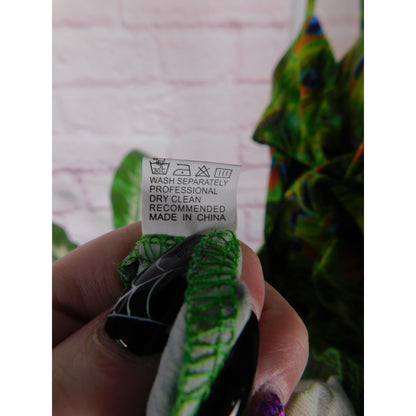 WASH SEPARATELY
PROFESSIONAL
DRY CLEAN
RECOMMENDED
MADE IN CHINA